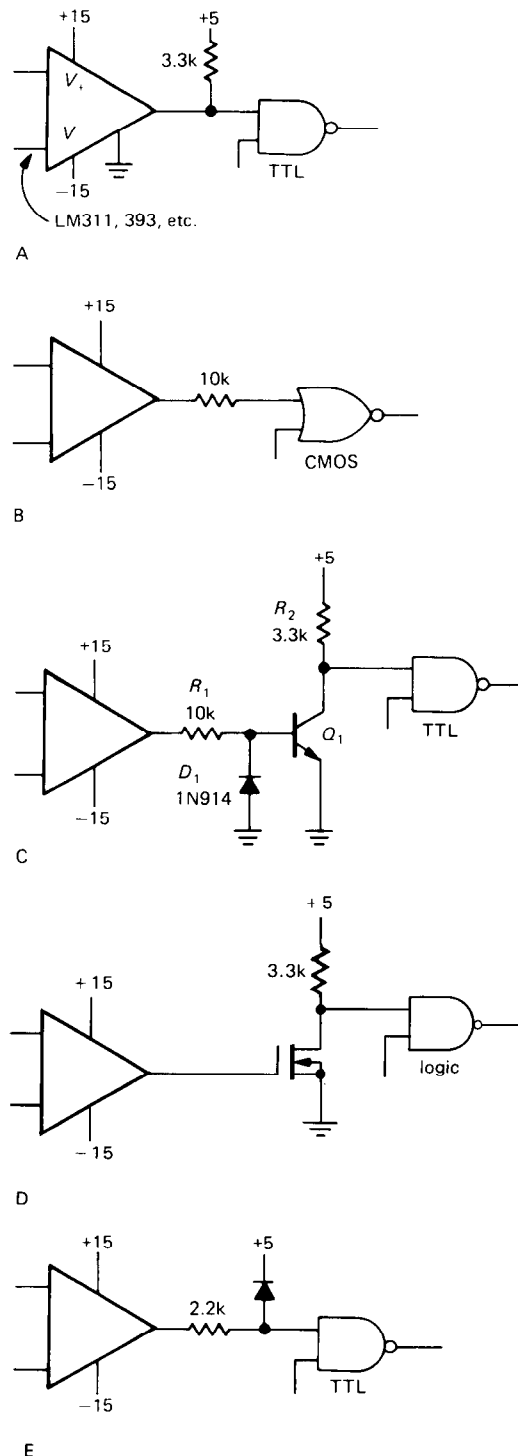 +15
+5
3.3k
V+
V
TTL
−15
LM311, 393, etc.
A
+15
10k
CMOS
−15
B
+5
R2
3.3k
+15
R1
10k
Q1
TTL
D1
1N914
−15
C
+ 5
3.3k
+ 15
logic
− 15
D
+15
+5
2.2k
TTL
−15
E